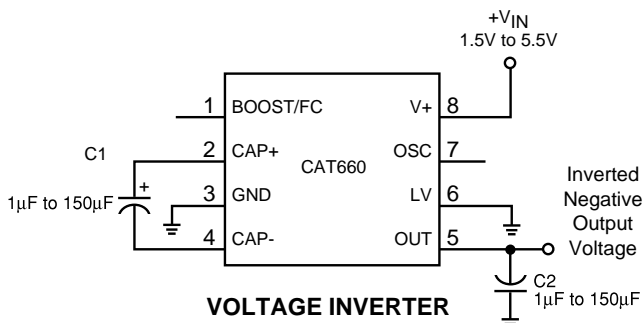 +VIN
1.5V to 5.5V
1 BOOST/FC V+ 8
2 CAP+ OSC 7
C1
CAT660
3 GND LV 6
1µF to 150µF +
4 CAP- OUT 5
Inverted
Negative
Output
Voltage
C2
1µF to 150µF
VOLTAGE INVERTER